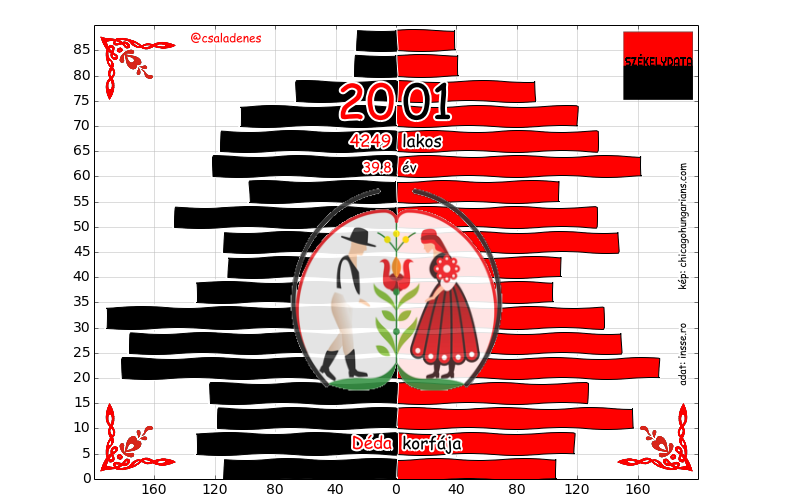 @csaladenes
SZÉKELYDATA
2001
4249 lakos
39.8 év
kép: chicagohungarians.com
adat: insse.ro
Déda korfája
85
80
75
70
65
60
55
50
45
40
35
30
25
20
15
10
5
0
160 120 80 40 0 40 80 120 160